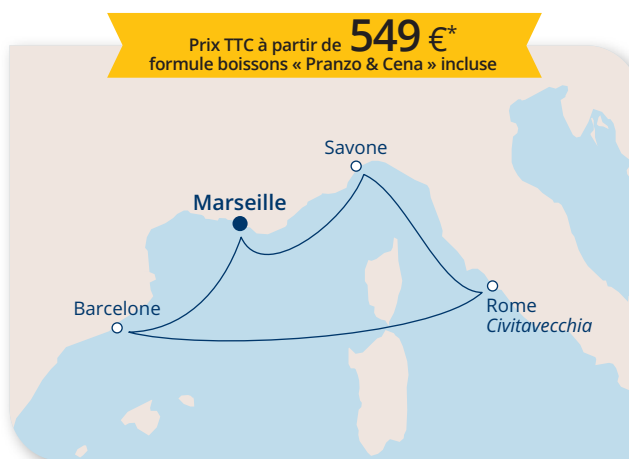 Prix TTC à partir de 549 €*
formule boissons « Pranzo & Cena » incluse
Savone
Marseille
Barcelone
Rome
Civitavecchia